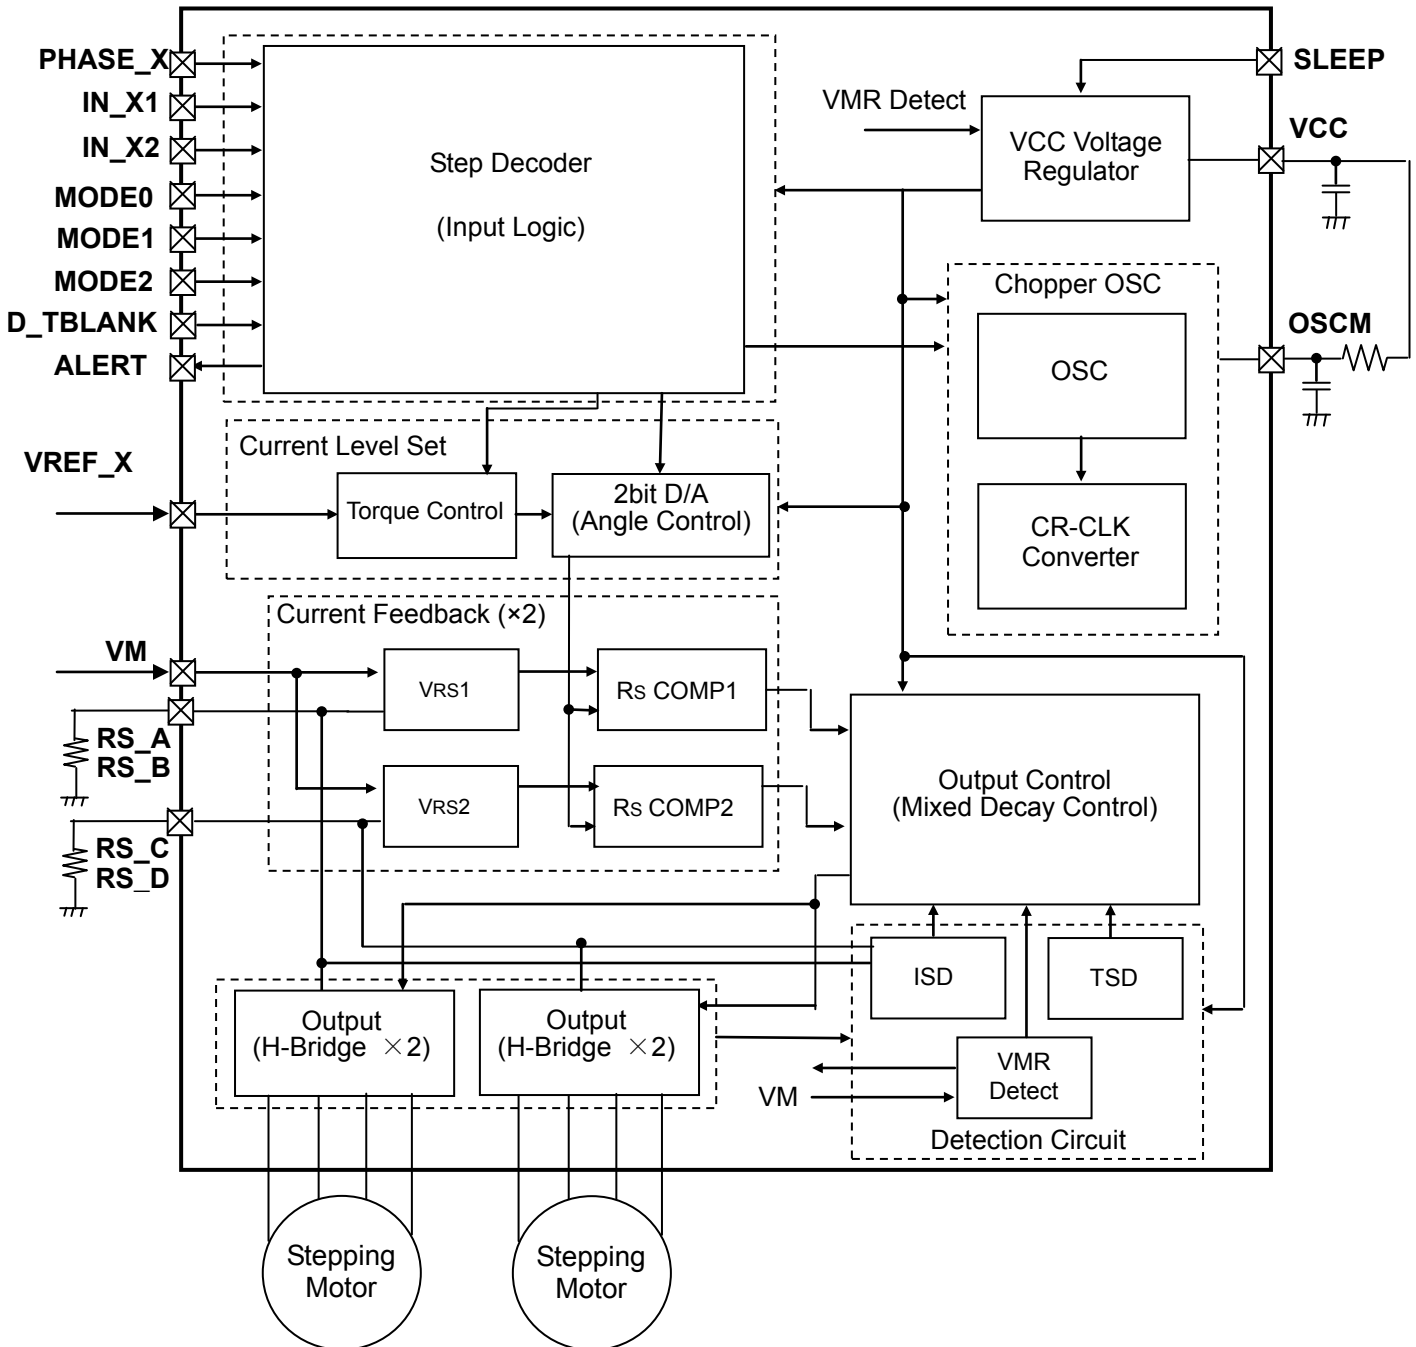 PHASE_X
IN_X1
IN_X2
MODE0
MODE1
MODE2
D_TBLANK
ALERT
Step Decoder
(Input Logic)
VMR Detect
VCC Voltage
Regulator
SLEEP
VCC
Chopper OSC
OSC
CR-CLK
Converter
OSCM
VREF_X
Current Level Set
Torque Control
2bit D/A
(Angle Control)
Current Feedback (×2)
VM
VRS1
RS COMP1
RS_A
RS_B
VRS2
RS COMP2
RS_C
RS_D
Output Control
(Mixed Decay Control)
ISD
TSD
VMR
Detect
VM
Detection Circuit
Output
(H-Bridge ×2)
Output
(H-Bridge ×2)
Stepping
Motor
Stepping
Motor